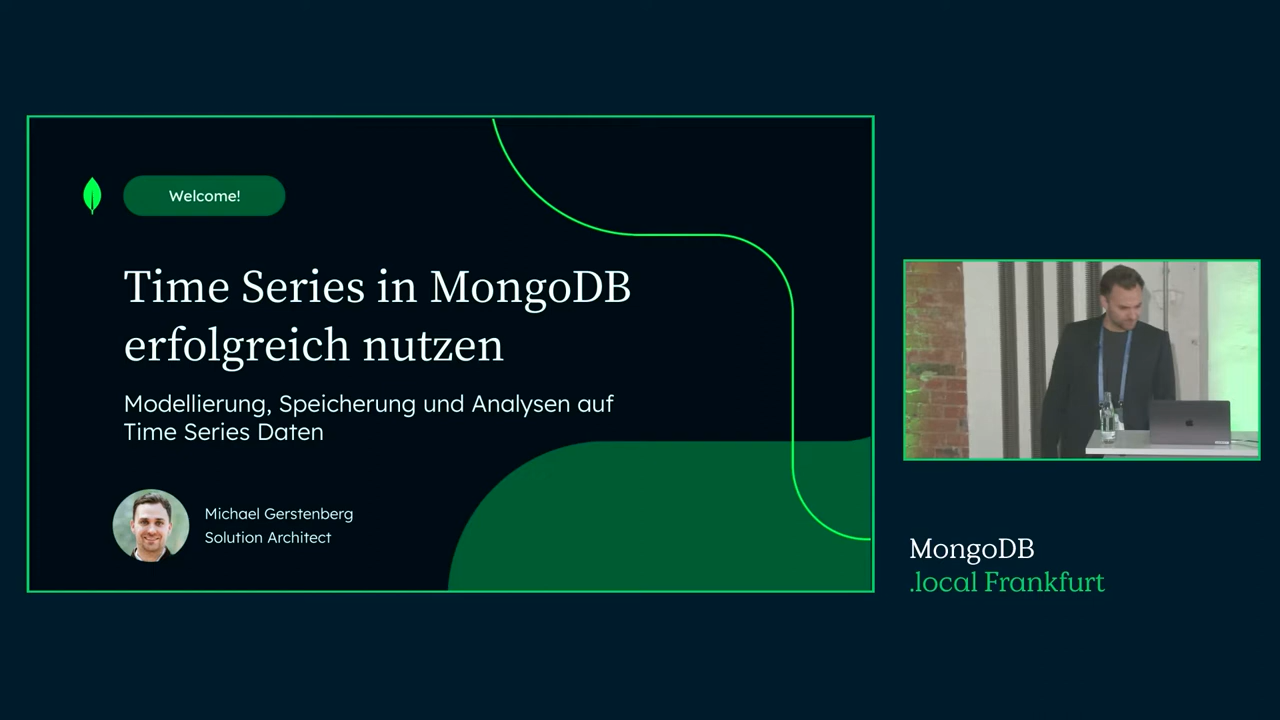 Welcome!
Time Series in MongoDB
erfolgreich nutzen
Modellierung, Speicherung und Analysen auf
Time Series Daten
Michael Gerstenberg
Solution Architect
MongoDB
.local Frankfurt